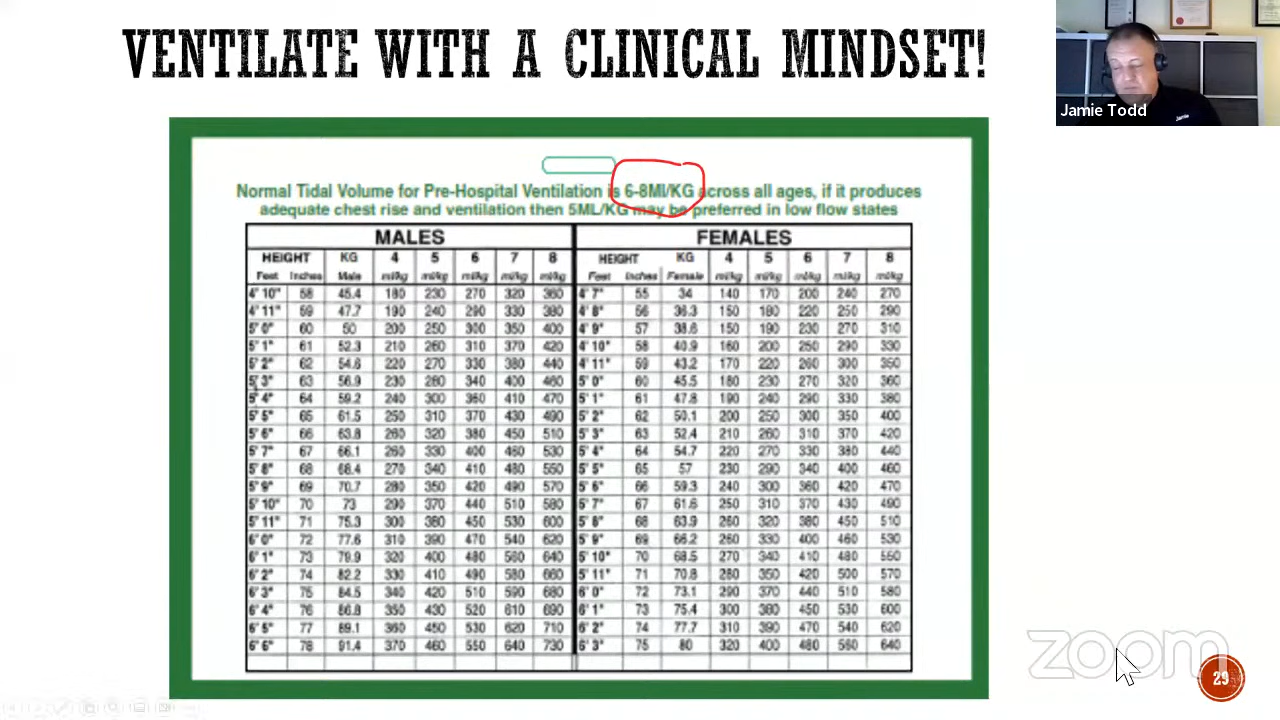 VENTILATE WITH A CLINICAL MINDSET!
Jamie Todd
Normal Tidal Volume for Pre-Hospital Ventilation is 6-8Ml/KG across all ages, if it produces
adequate chest rise and ventilation then 5ML/KG may be preferred in low flow states
MALES FEMALES
HEIGHT KG 4 5 6 7 8 HEIGHT KG 4 5 6 7 8
Feet Inches Male ml/kg ml/kg ml/kg ml/kg ml/kg Feet Inches Female ml/kg ml/kg ml/kg ml/kg ml/kg
4' 10" 58 45.4 180 230 270 320 360 4' 7" 55 34 140 170 200 240 270
4' 11" 59 47.7 190 240 290 330 380 4' 8" 56 36.3 150 180 220 250 290
5' 0" 60 50 200 250 300 350 400 4' 9" 57 38.6 150 190 230 270 310
5' 1" 61 52.3 210 260 310 370 420 4' 10" 58 40.9 160 200 250 290 330
5' 2" 62 54.6 220 270 330 380 440 4' 11" 59 43.2 170 220 260 300 350
5' 3" 63 56.9 230 280 340 400 460 5' 0" 60 45.5 180 230 270 320 360
5' 4" 64 59.2 240 300 360 410 470 5' 1" 61 47.8 190 240 290 330 380
5' 5" 65 61.5 250 310 370 430 490 5' 2" 62 50.1 200 250 300 350 400
5' 6" 66 63.8 260 320 380 450 510 5' 3" 63 52.4 210 260 310 370 420
5' 7" 67 66.1 260 330 400 460 530 5' 4" 64 54.7 220 270 330 380 440
5' 8" 68 68.4 270 340 410 480 550 5' 5" 65 57 230 290 340 400 460
5' 9" 69 70.7 280 350 420 490 570 5' 6" 66 59.3 240 300 360 420 470
5' 10" 70 73 290 370 440 510 580 5' 7" 67 61.6 250 310 370 430 490
5' 11" 71 75.3 300 380 450 530 600 5' 8" 68 63.9 260 320 380 450 510
6' 0" 72 77.6 310 390 470 540 620 5' 9" 69 66.2 260 330 400 460 530
6' 1" 73 79.9 320 400 480 560 640 5' 10" 70 68.5 270 340 410 480 550
6' 2" 74 82.2 330 410 490 580 660 5' 11" 71 70.8 280 350 420 500 570
6' 3" 75 84.5 340 420 510 590 680 6' 0" 72 73.1 290 370 440 510 580
6' 4" 76 86.8 350 430 520 610 690 6' 1" 73 75.4 300 380 450 530 600
6' 5" 77 89.1 360 450 530 620 710 6' 2" 74 77.7 310 390 470 540 620
6' 6" 78 91.4 370 460 550 640 730 6' 3" 75 80 320 400 480 560 640
zoom
29